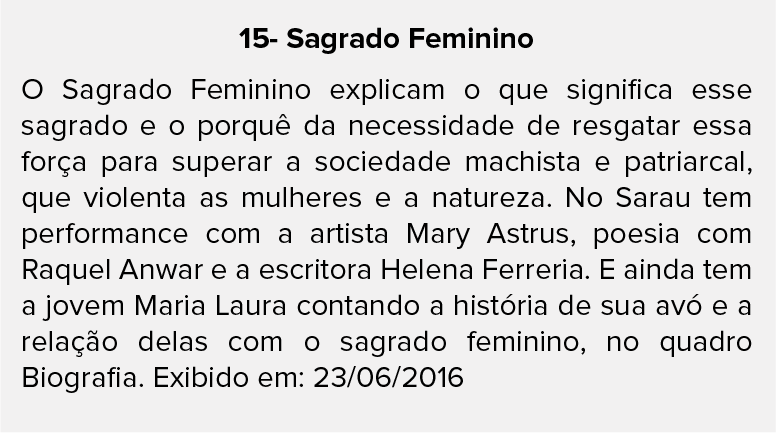 15- Sagrado Feminino
O Sagrado Feminino explicam o que significa esse
sagrado e o porquê da necessidade de resgatar essa
força para superar a sociedade machista e patriarcal,
que violenta as mulheres e a natureza. No Sarau tem
performance com a artista Mary Astrus, poesia com
Raquel Anwar e a escritora Helena Ferreria. E ainda tem
a jovem Maria Laura contando a história de sua avó e a
relação delas com o sagrado feminino, no quadro
Biografia. Exibido em: 23/06/2016